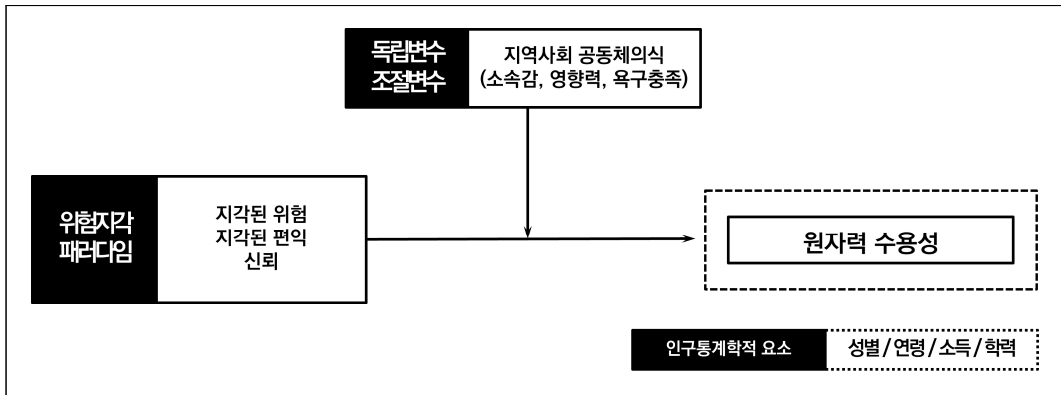 독립변수
조절변수
지역사회 공동체의식
(소속감, 영향력, 욕구충족)
위험지각
패러다임
지각된 위험
지각된 편익
신뢰
원자력 수용성
인구통계학적 요소
성별/연령/소득/학력